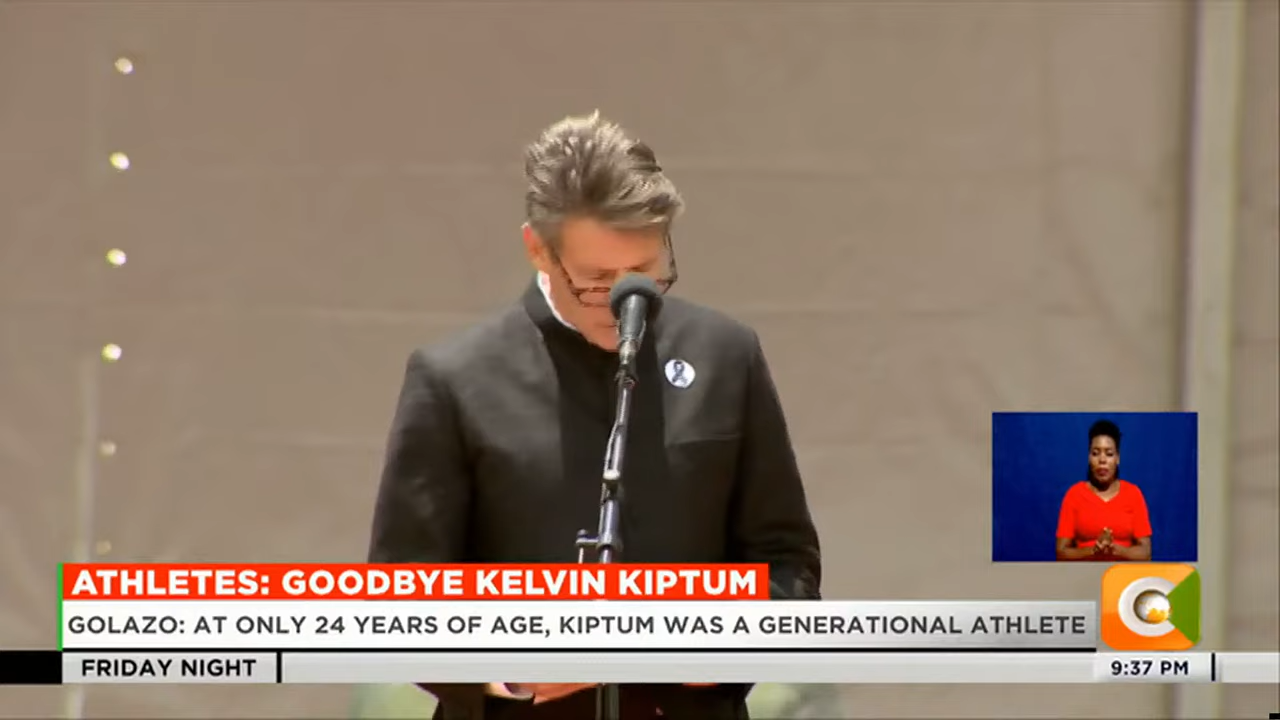 ATHLETES: GOODBYE KELVIN KIPTUM
GOLAZO: AT ONLY 24 YEARS OF AGE, KIPTUM WAS A GENERATIONAL ATHLETE
FRIDAY NIGHT
9:37 PM